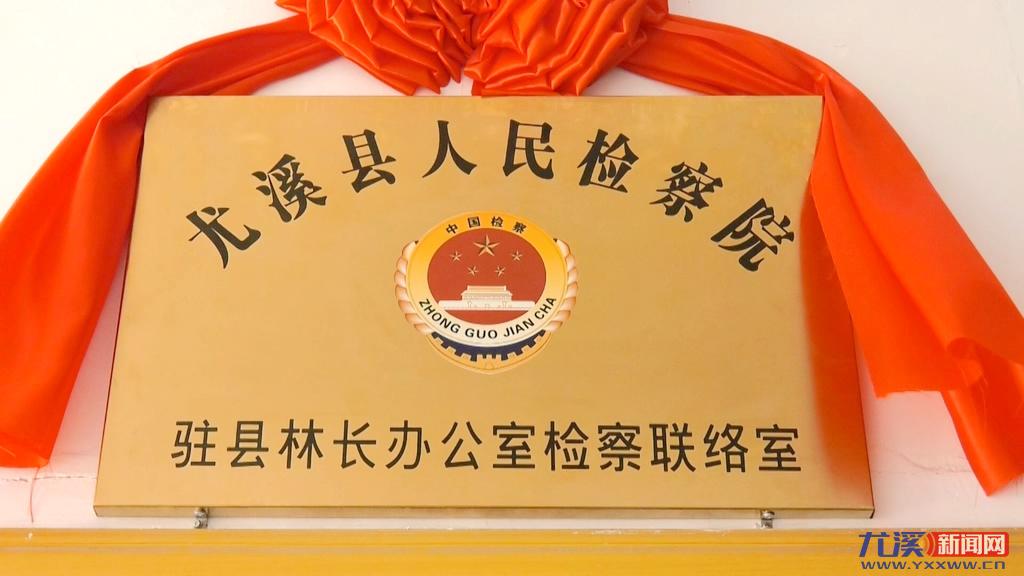 尤溪县人民检察院
中国检察
ZHONG GUO JIAN CHA
驻县林长办公室检察联络室
尤溪新闻网
www.YXXWW.CN